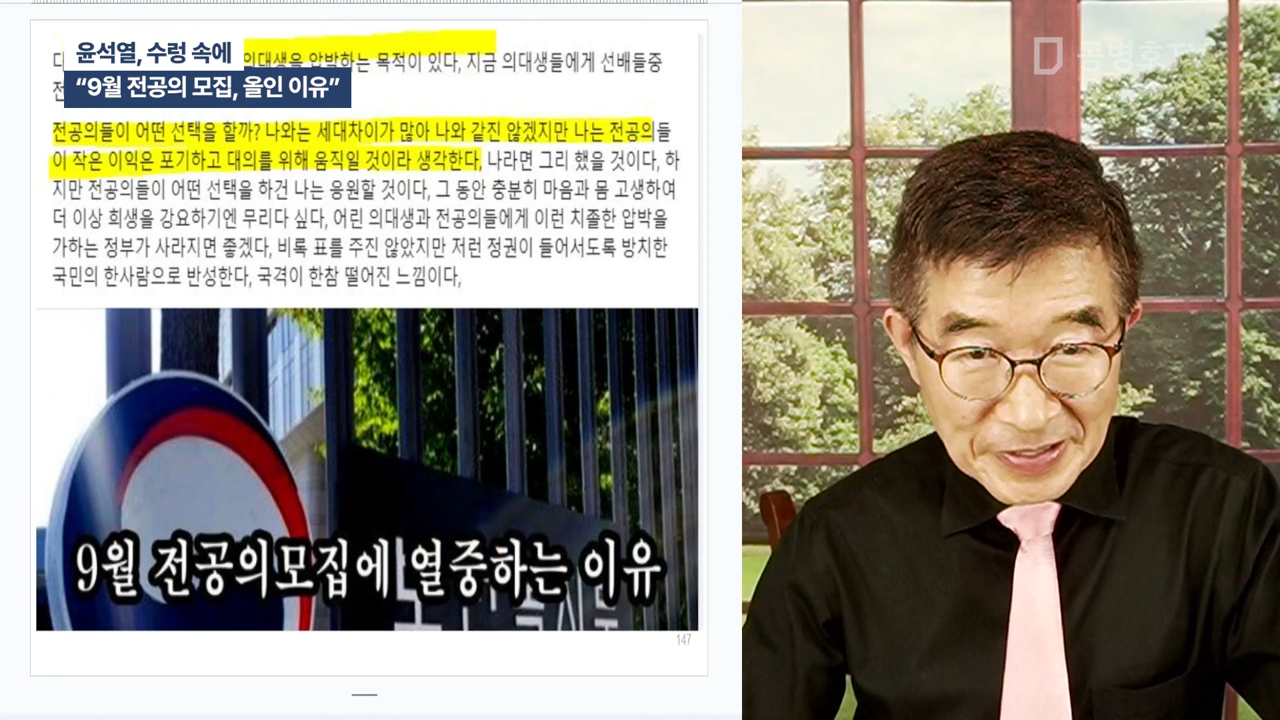 윤석열, 수렁 속에
“9월 전공의 모집, 올인 이유”
의대생을 압박하는 목적이 있다, 지금 의대생들에게 선배들중
전공의들이 어떤 선택을 할까? 나와는 세대차이가 많아 나와 같진 않겠지만 나는 전공의들
이 작은 이익은 포기하고 대의를 위해 움직일 것이라 생각한다, 나라면 그리 했을 것이다, 하
지만 전공의들이 어떤 선택을 하건 나는 응원할 것이다, 그 동안 충분히 마음과 몸 고생하여
더 이상 희생을 강요하기엔 무리다 싶다, 어린 의대생과 전공의들에게 이런 치졸한 압박을
가하는 정부가 사라지면 좋겠다, 비록 표를 주진 않았지만 저런 정권이 들어서도록 방치한
국민의 한사람으로 반성한다, 국격이 한참 떨어진 느낌이다,
9월 전공의모집에 열중하는 이유
147
공병호TV